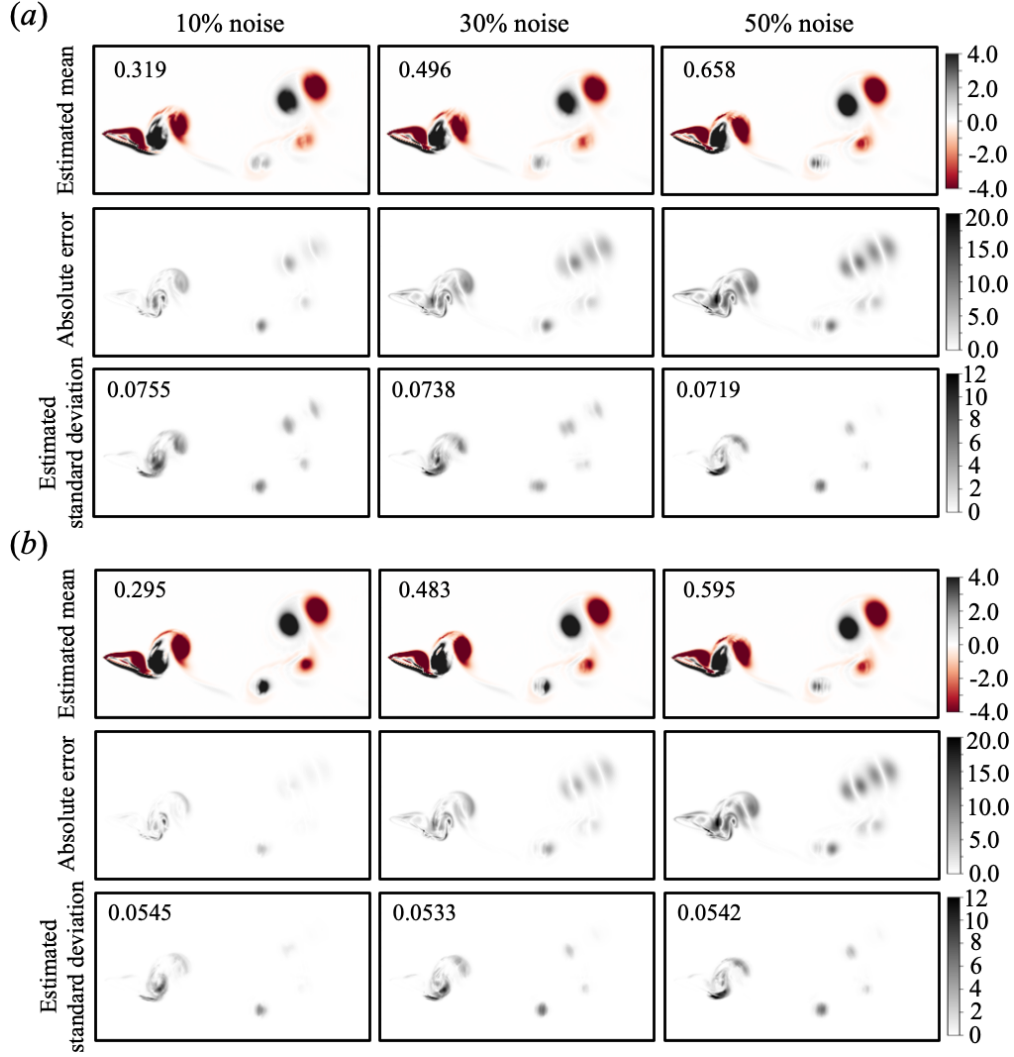 (a)
10% noise 30% noise 50% noise
Estimated mean
0.319 0.496 0.658
4.0
2.0
0.0
-2.0
-4.0
Absolute error
20.0
15.0
10.0
5.0
0.0
Estimated
standard deviation
0.0755 0.0738 0.0719
12
10
8
6
4
2
0
(b)
Estimated mean
0.295 0.483 0.595
4.0
2.0
0.0
-2.0
-4.0
Absolute error
20.0
15.0
10.0
5.0
0.0
Estimated
standard deviation
0.0545 0.0533 0.0542
12
10
8
6
4
2
0